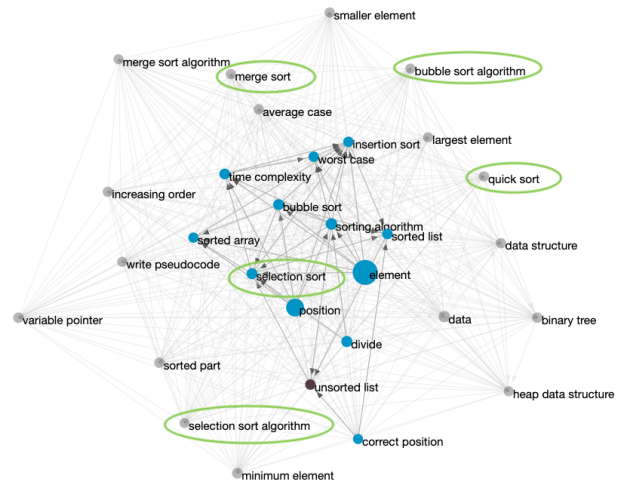 smaller element
merge sort algorithm
merge sort
bubble sort algorithm
average case
insertion sort
largest element
worst case
time complexity
quick sort
increasing order
bubble sort
sorting algorithm
sorted array
sorted list
data structure
write pseudocode
selection sort
element
position
variable pointer
data
binary tree
divide
sorted part
unsorted list
heap data structure
selection sort algorithm
correct position
minimum element